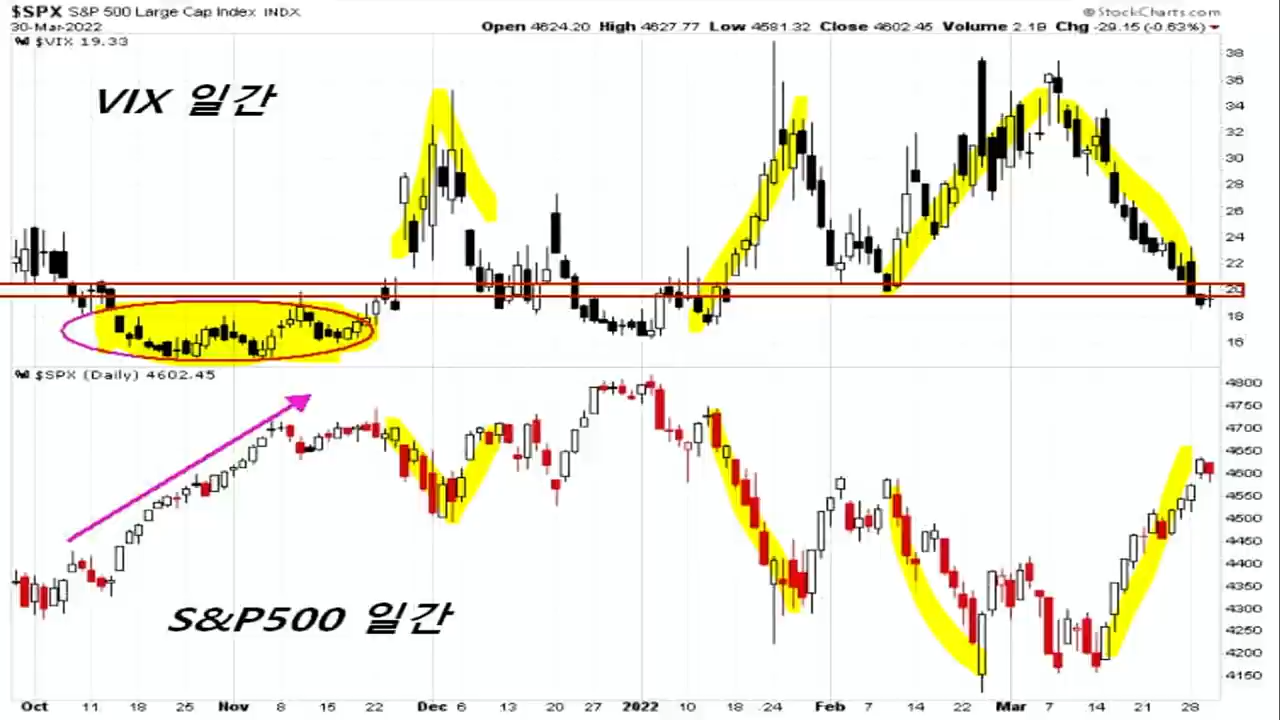 $SPX S&P 500 Large Cap Index INDX
© StockCharts.com
30-Mar-2022
Open 4624.20 High 4627.77 Low 4581.32 Close 4602.45 Volume 2.1B Chg -29.15 (-0.63%)
$VIX 19.33
VIX 일간
38
36
34
32
30
28
26
24
22
20
18
16
$SPX (Daily) 4602.45
S&P500 일간
4800
4750
4700
4650
4600
4550
4500
4450
4400
4350
4300
4250
4200
4150
Oct 11 18 25 Nov 8 15 22 Dec 6 13 20 27 2022 10 18 24 Feb 7 14 22 Mar 7 14 21 28